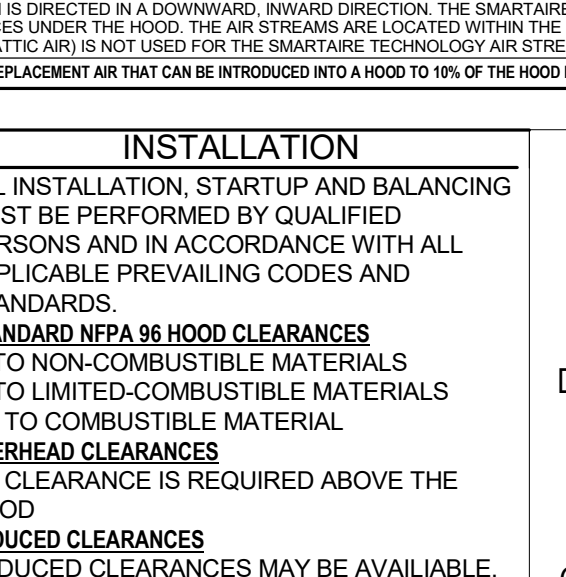 IS DIRECTED IN A DOWNWARD, INWARD DIRECTION. THE SMARTAIRE
CES UNDER THE HOOD. THE AIR STREAMS ARE LOCATED WITHIN THE
ATTIC AIR) IS NOT USED FOR THE SMARTAIRE TECHNOLOGY AIR STRE
EPLACEMENT AIR THAT CAN BE INTRODUCED INTO A HOOD TO 10% OF THE HOOD
INSTALLATION
L INSTALLATION, STARTUP AND BALANCING
ST BE PERFORMED BY QUALIFIED
RSONS AND IN ACCORDANCE WITH ALL
PLICABLE PREVAILING CODES AND
ANDARDS.
ANDARD NFPA 96 HOOD CLEARANCES
TO NON-COMBUSTIBLE MATERIALS
TO LIMITED-COMBUSTIBLE MATERIALS
TO COMBUSTIBLE MATERIAL
ERHEAD CLEARANCES
CLEARANCE IS REQUIRED ABOVE THE
OD
DUCED CLEARANCES
DUCED CLEARANCES MAY BE AVAILIABLE.